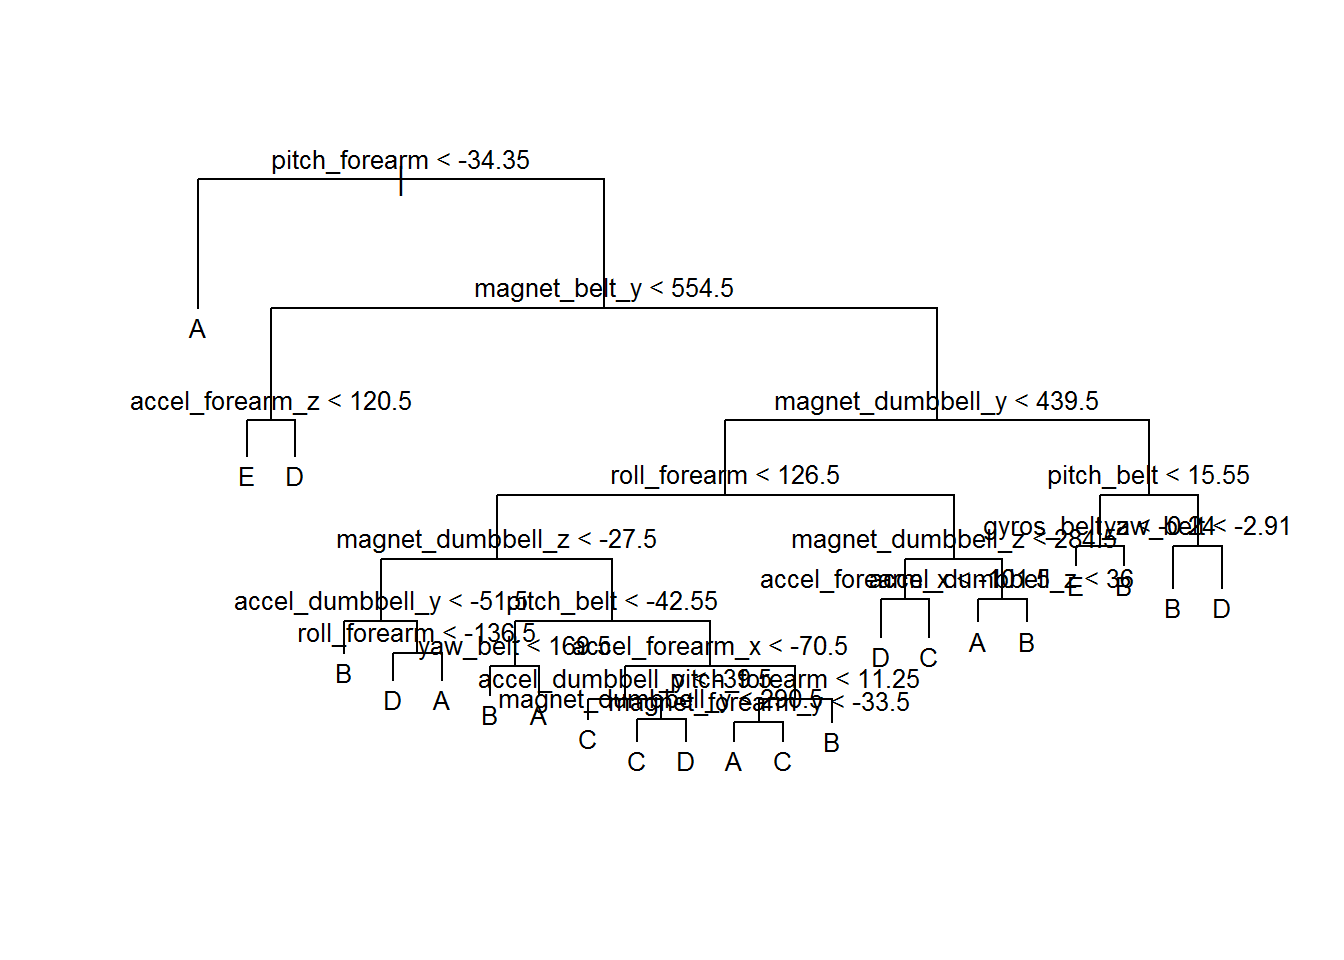 pitch_forearm < -34.35
magnet_belt_y < 554.5
A
accel_forearm_z < 120.5
magnet_dumbbell_y < 439.5
E D
roll_forearm < 126.5
pitch_belt < 15.55
gyros_belt_z < -0.24
yaw_belt < -2.91
magnet_dumbbell_z < -27.5
magnet_dumbbell_z < 284.5
accel_forearm_x < -101.5
accel_dumbbell_z < 36
E B
accel_dumbbell_y < -51.5
pitch_belt < -42.55
B D
roll_forearm < -136.5
yaw_belt < 169.5
accel_forearm_x < -70.5
A B
D C
B
accel_dumbbell_y < -39.5
pitch_forearm < 11.25
D A
magnet_dumbbell_y < 290.5
magnet_forearm_y < -33.5
B A
C
B
C D A C